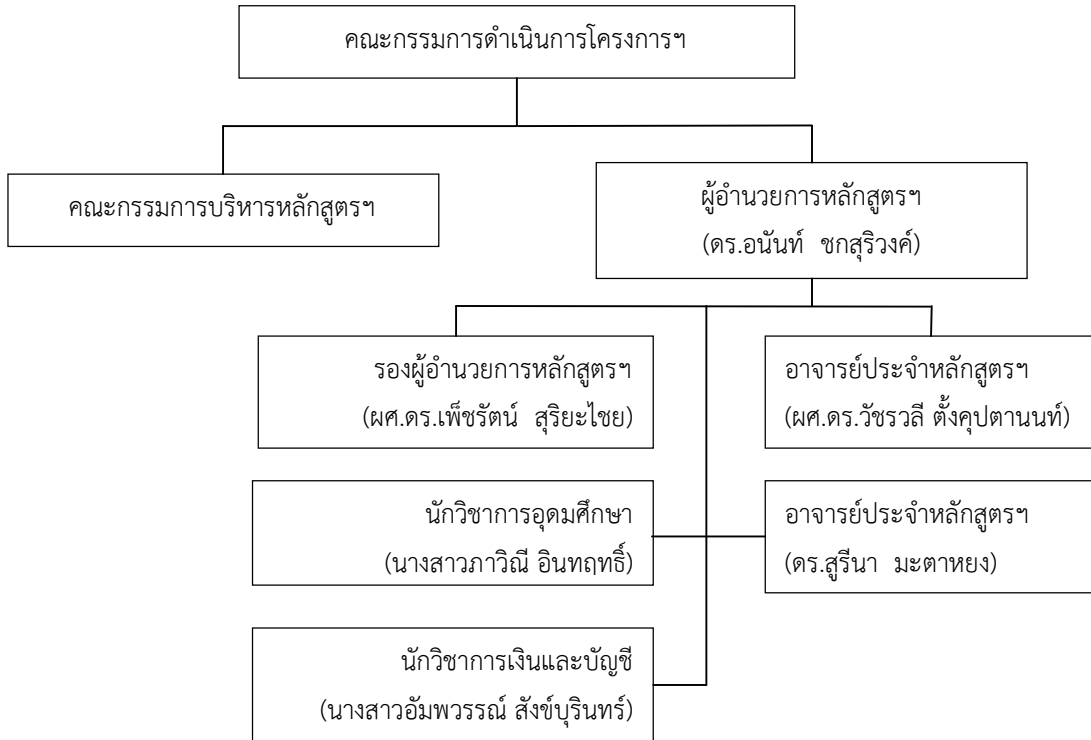 คณะกรรมการดำเนินการโครงการฯ
คณะกรรมการบริหารหลักสูตรฯ
ผู้อำนวยการหลักสูตรฯ
(ดร.อนันท์ ชกสุริวงค์)
รองผู้อำนวยการหลักสูตรฯ
(ผศ.ดร.เพ็ชรัตน์ สุริยะไชย)
อาจารย์ประจำหลักสูตรฯ
(ผศ.ดร.วัชรวลี ตั้งคุปตานนท์)
นักวิชาการอุดมศึกษา
(นางสาวภาวิณี อินทฤทธิ์)
อาจารย์ประจำหลักสูตรฯ
(ดร.สูรีนา มะตาหยง)
นักวิชาการเงินและบัญชี
(นางสาวอัมพวรรณ์ สังข์บุรินทร์)